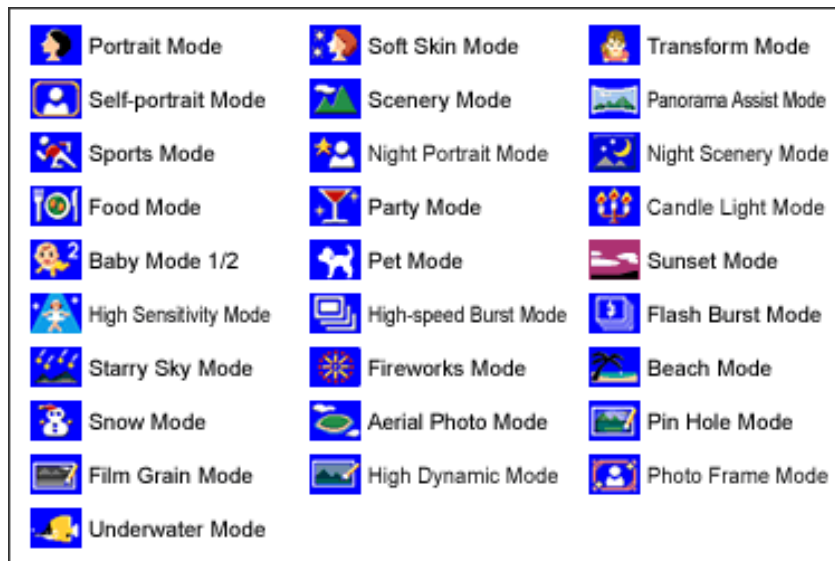 Portrait Mode Soft Skin Mode Transform Mode
Self-portrait Mode Scenery Mode Panorama Assist Mode
Sports Mode Night Portrait Mode Night Scenery Mode
Food Mode Party Mode Candle Light Mode
2 Baby Mode 1/2 Pet Mode Sunset Mode
High Sensitivity Mode High-speed Burst Mode Flash Burst Mode
Starry Sky Mode Fireworks Mode Beach Mode
Snow Mode Aerial Photo Mode Pin Hole Mode
Film Grain Mode High Dynamic Mode Photo Frame Mode
Underwater Mode